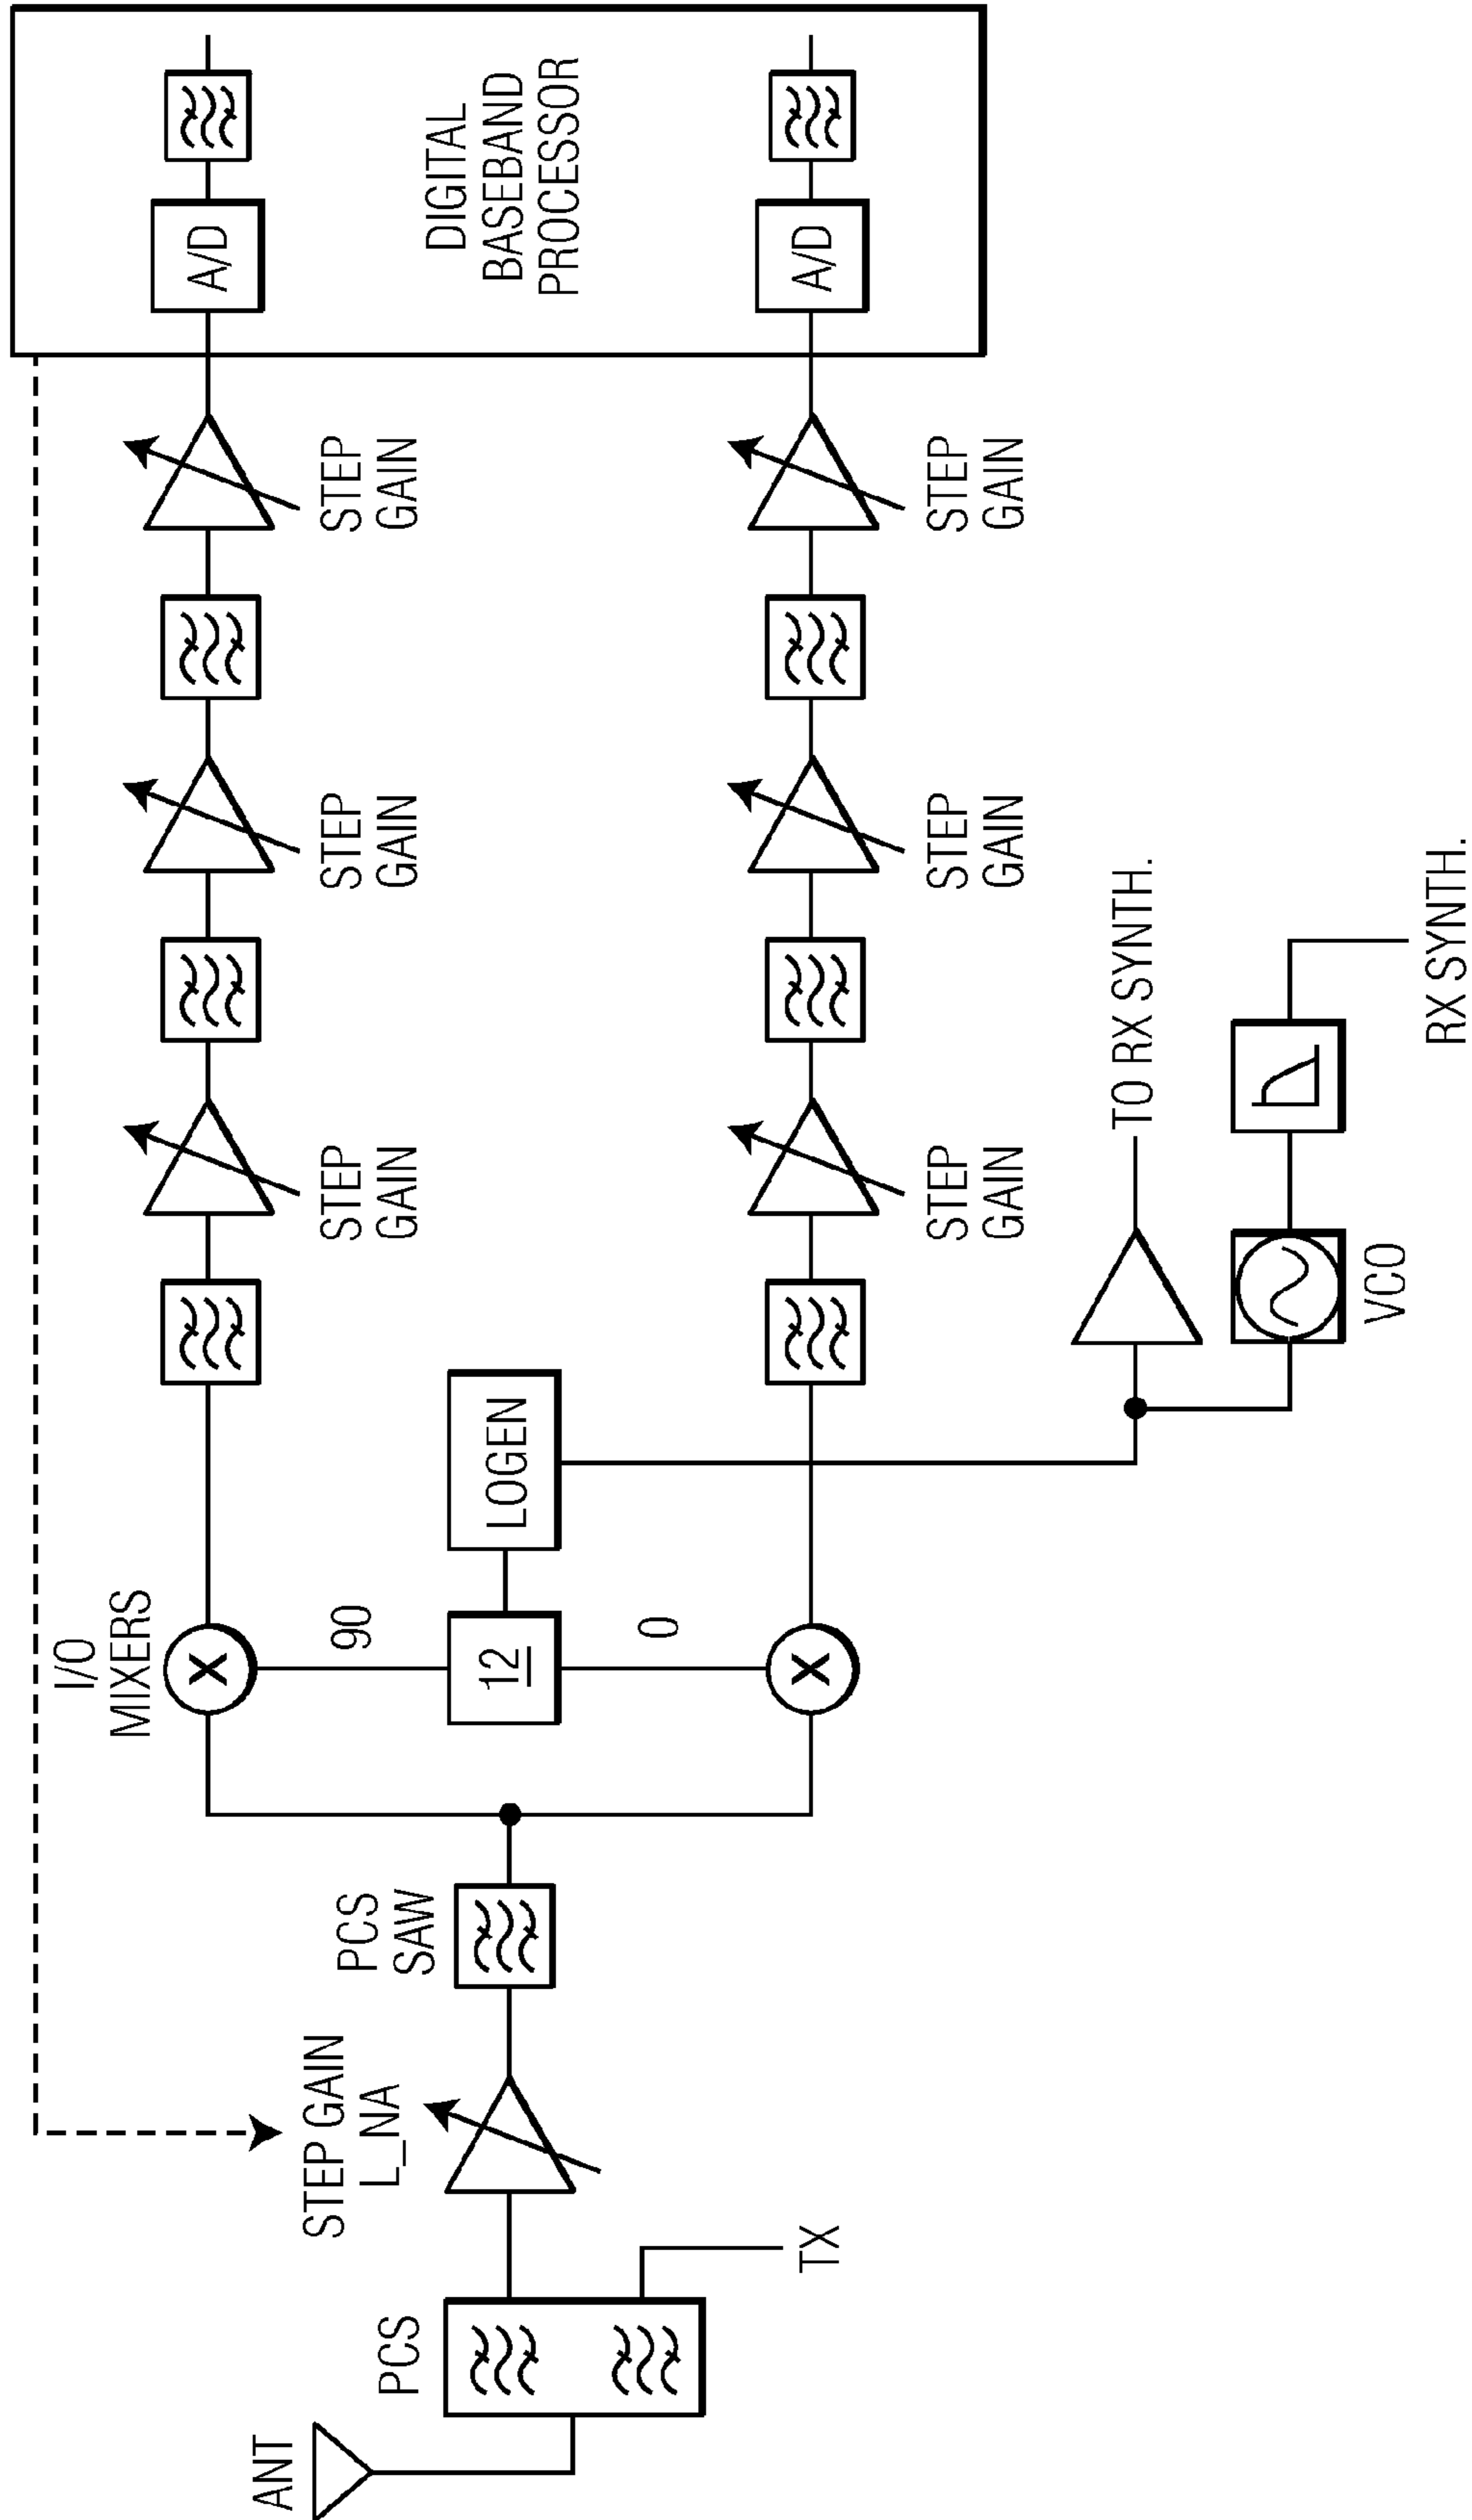 I/O
MIXERS
A/D
ANT
STEP GAIN
L_NA
PCS
PCS
SAW
90
12
0
LOGEN
STEP
GAIN
STEP
GAIN
STEP
GAIN
DIGITAL
BASEBAND
PROCESSOR
TX
A/D
STEP
GAIN
STEP
GAIN
STEP
GAIN
TO RX SYNTH.
VCO
RX SYNTH.